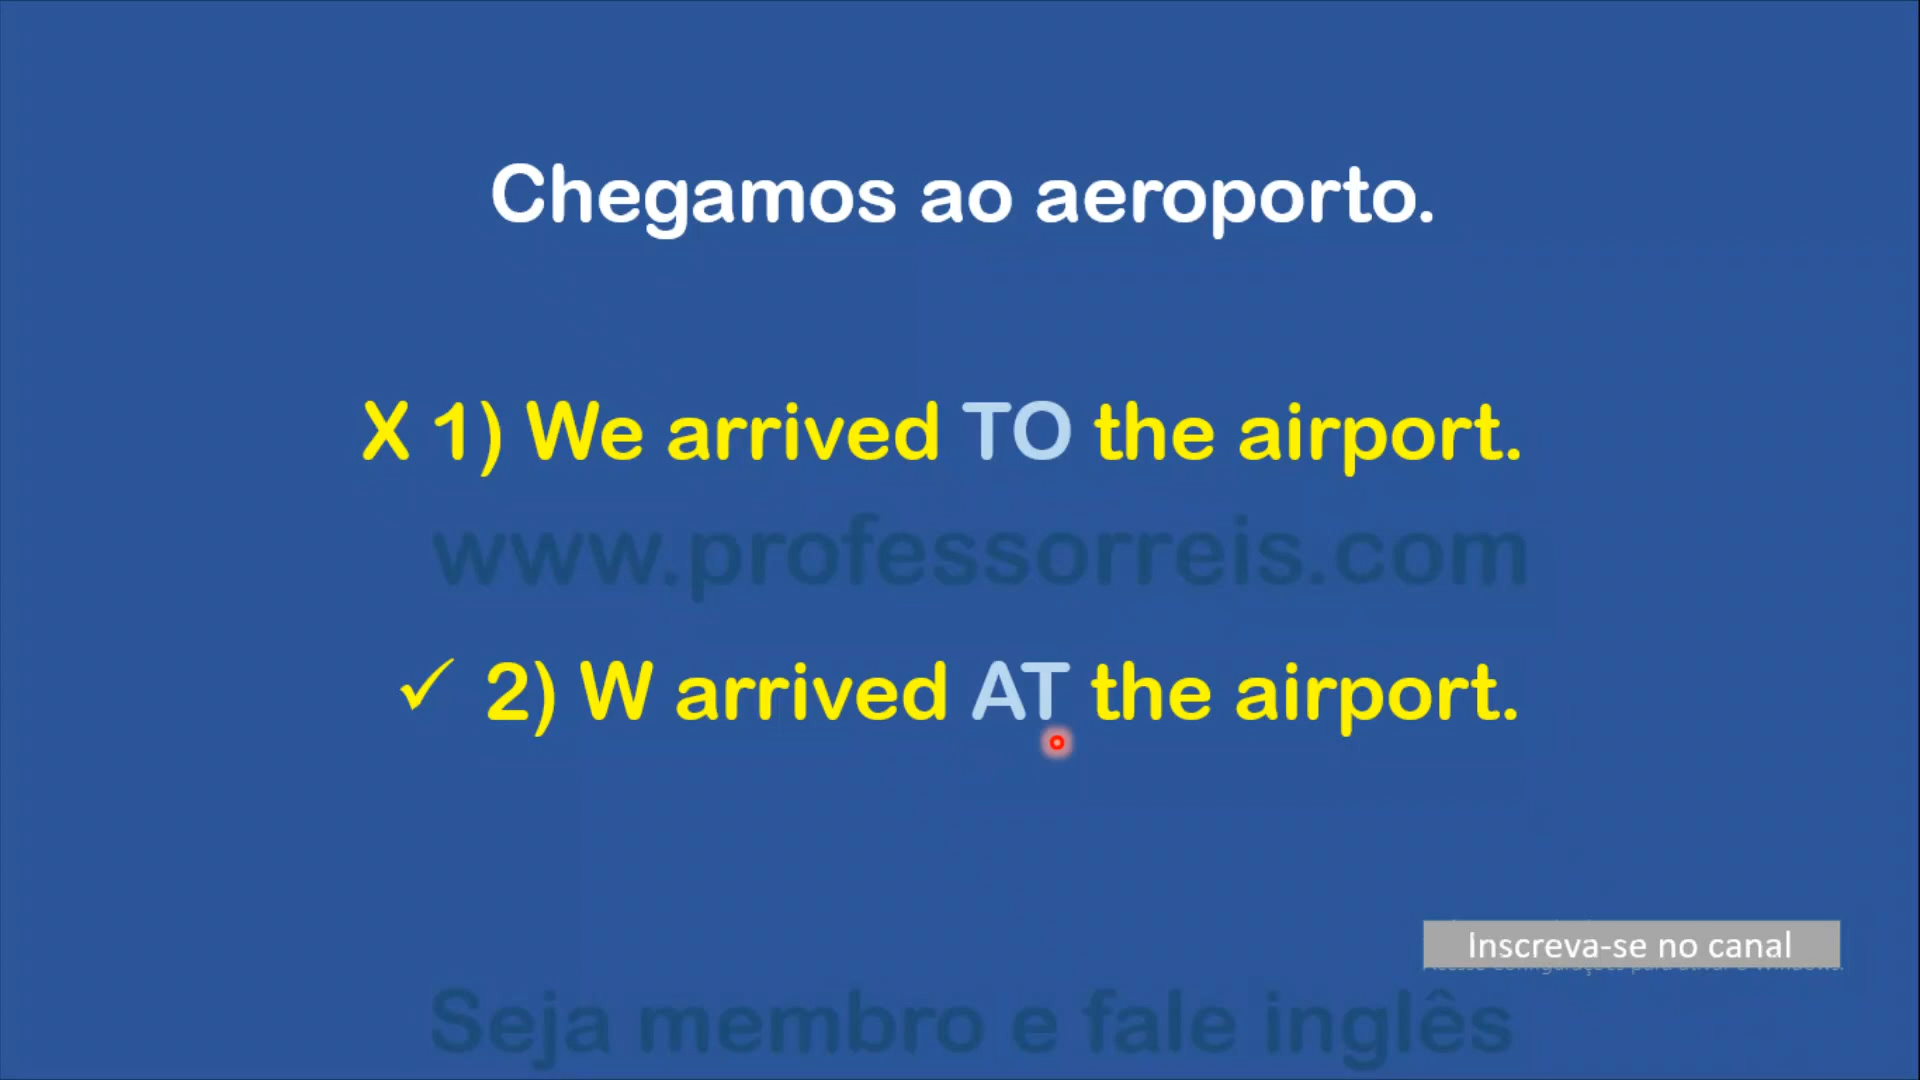 Chegamos ao aeroporto.
X 1) We arrived TO the airport.
www.professorreis.com
✓ 2) W arrived AT the airport.
Inscreva-se no canal
Seja membro e fale inglês